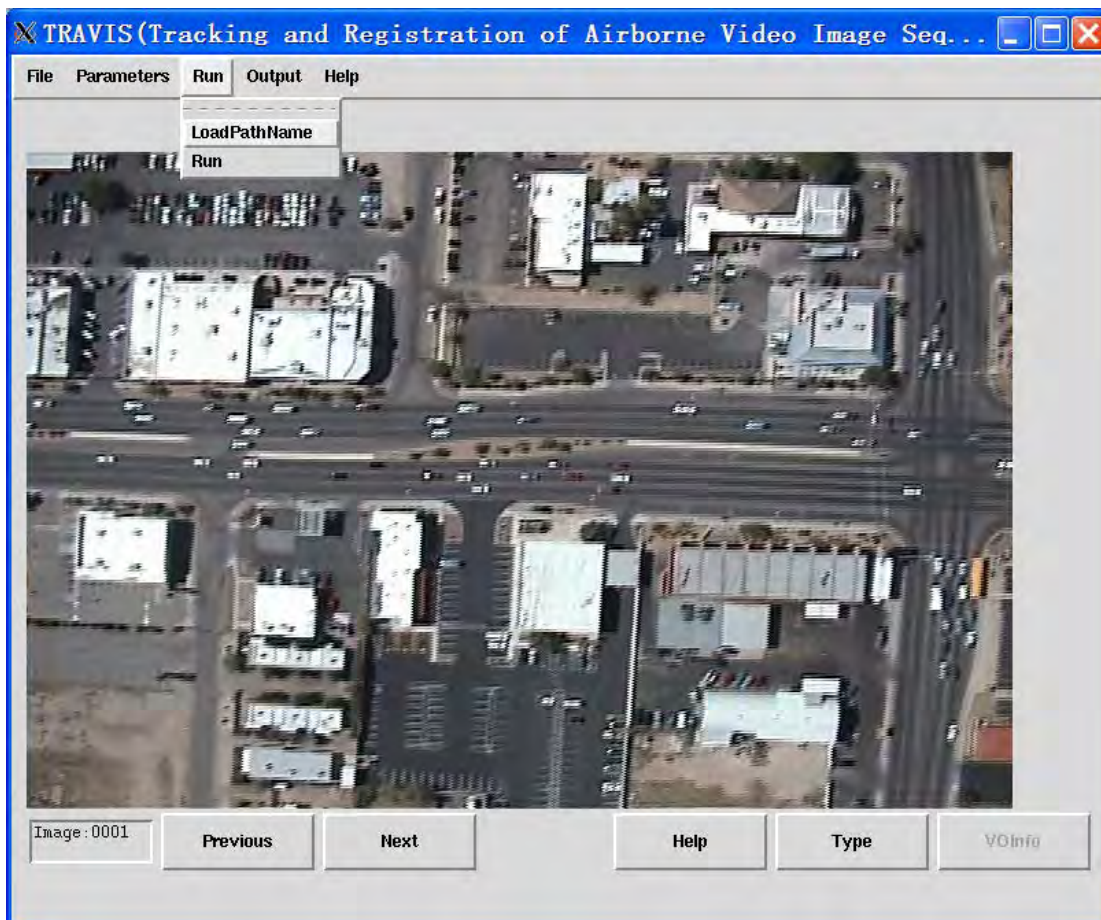 TRAVIS(Tracking and Registration of Airborne Video Image Seq...
File Parameters Run Output Help
LoadPathName
Run
Image:0001
Previous
Next
Help
Type
VOInfo